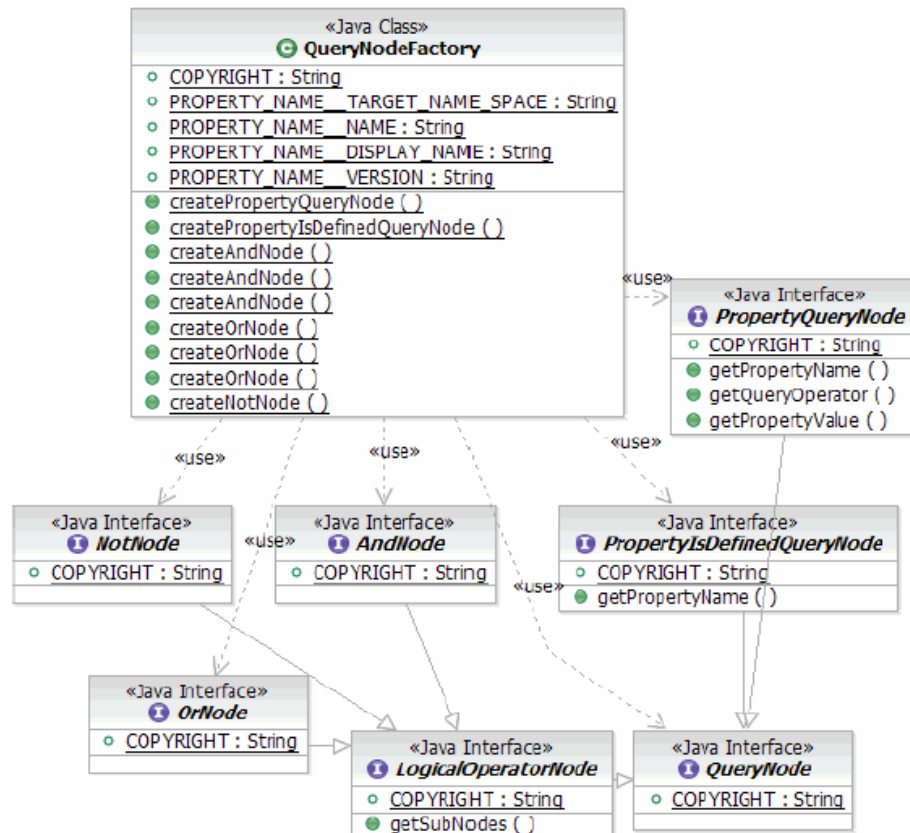 «Java Class»
C QueryNodeFactory
COPYRIGHT : String
PROPERTY_NAME__TARGET_NAME_SPACE : String
PROPERTY_NAME__NAME : String
PROPERTY_NAME__DISPLAY_NAME : String
PROPERTY_NAME__VERSION : String
createPropertyQueryNode ( )
createPropertyIsDefinedQueryNode ( )
createAndNode ( )
createAndNode ( )
createAndNode ( )
createOrNode ( )
createOrNode ( )
createOrNode ( )
createNotNode ( )
«use»
«Java Interface»
I PropertyQueryNode
COPYRIGHT : String
getPropertyName ( )
getQueryOperator ( )
getPropertyValue ( )
«use»
«use»
«use»
«Java Interface»
I NotNode
COPYRIGHT : String
«use»
«Java Interface»
I AndNode
COPYRIGHT : String
«use»
«Java Interface»
I PropertyIsDefinedQueryNode
COPYRIGHT : String
getPropertyName ( )
«Java Interface»
I OrNode
COPYRIGHT : String
«Java Interface»
I LogicalOperatorNode
COPYRIGHT : String
getSubNodes ( )
«Java Interface»
I QueryNode
COPYRIGHT : String